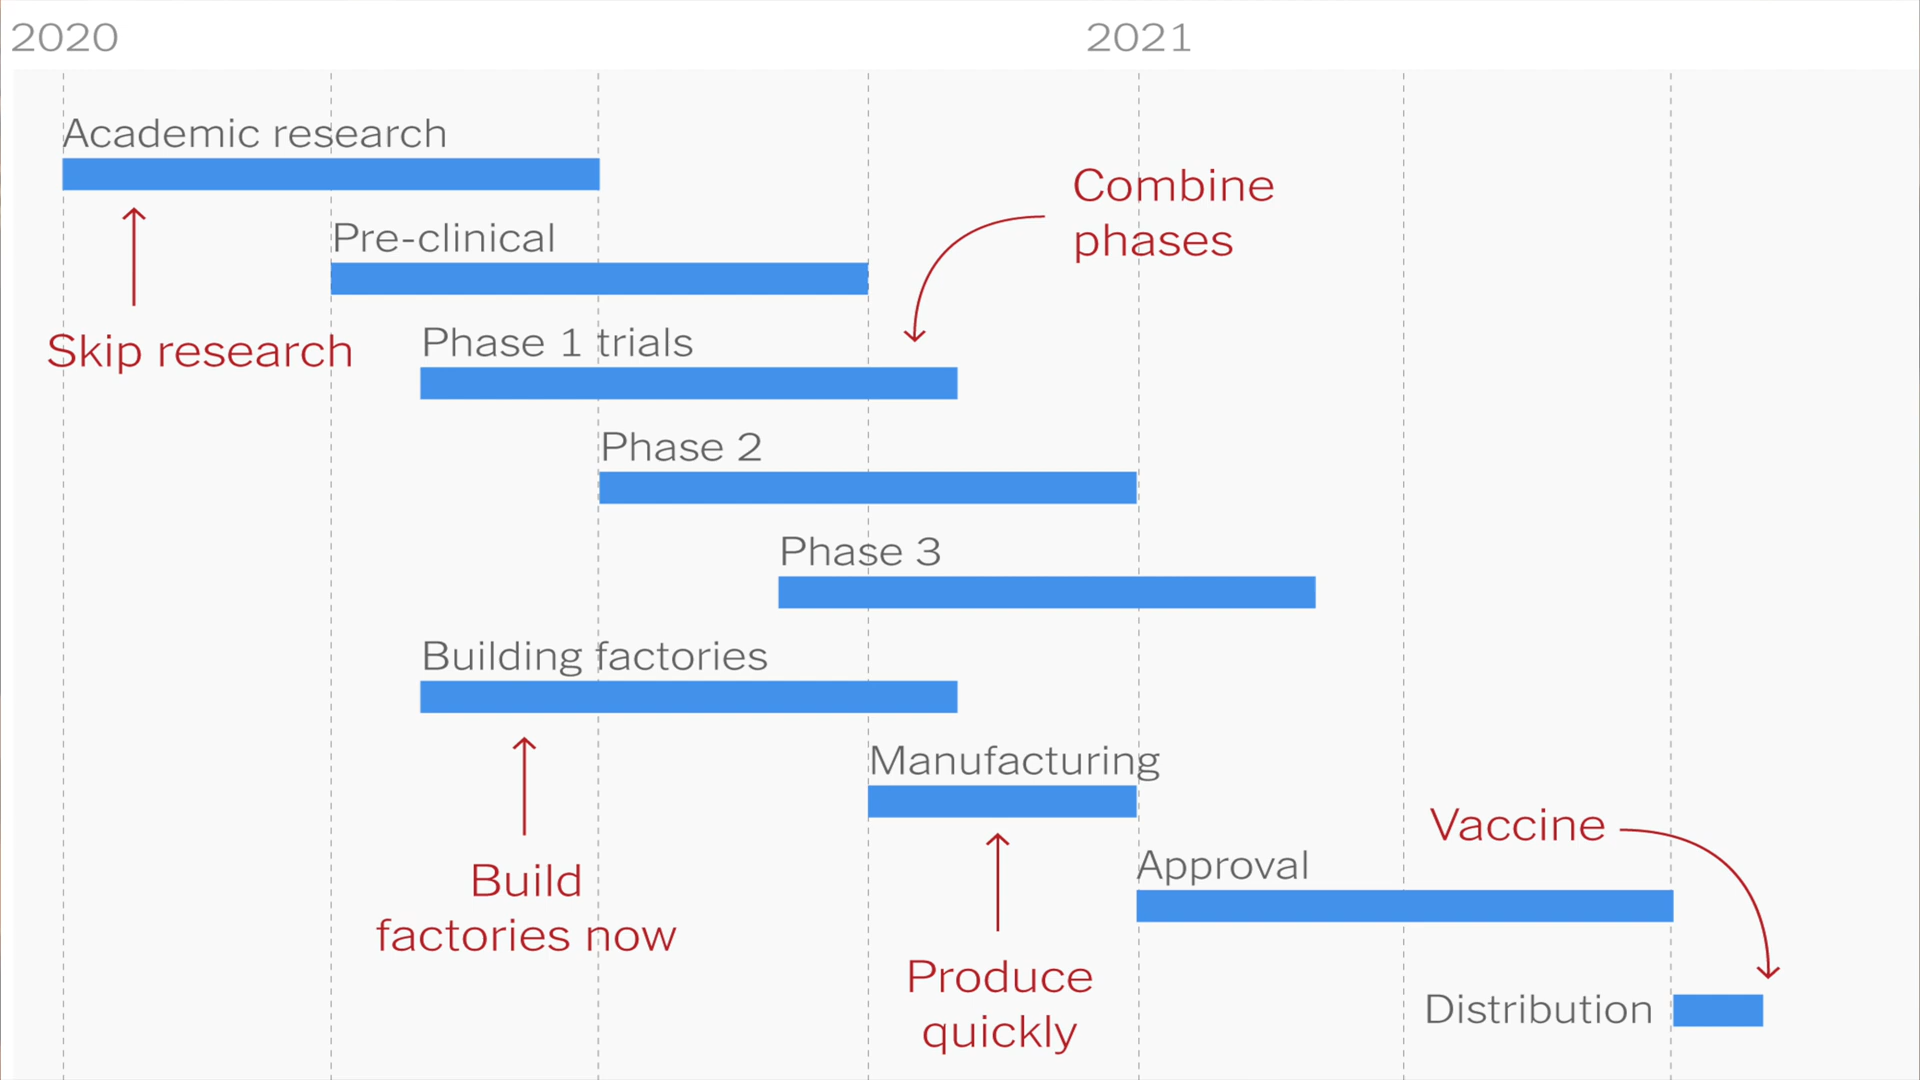 2020
2021
Academic research
Combine
phases
Pre-clinical
Skip research
Phase 1 trials
Phase 2
Phase 3
Building factories
Manufacturing
Build
factories now
Vaccine
Approval
Produce
quickly
Distribution